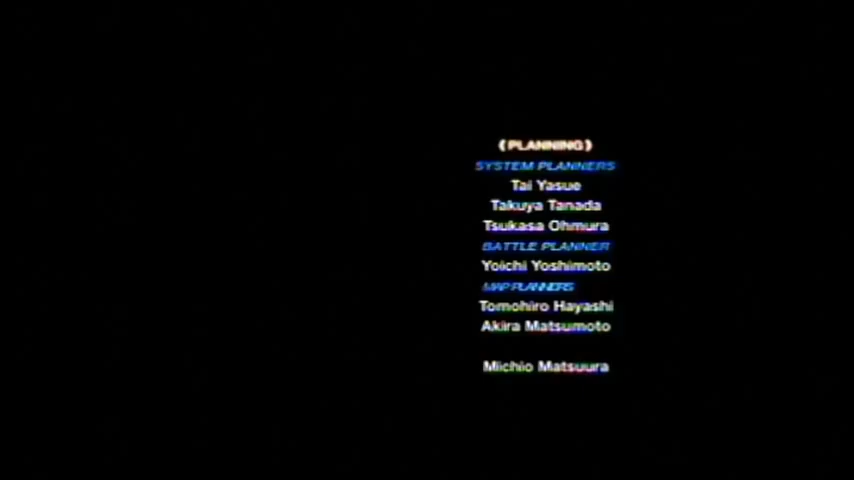 (PLANNING)
SYSTEM PLANNERS
Tai Yasue
Takuya Tanada
Tsukasa Ohmura
BATTLE PLANNER
Yoichi Yoshimoto
MAP PLANNERS
Tomohiro Hayashi
Akira Matsumoto
Michio Matsuura